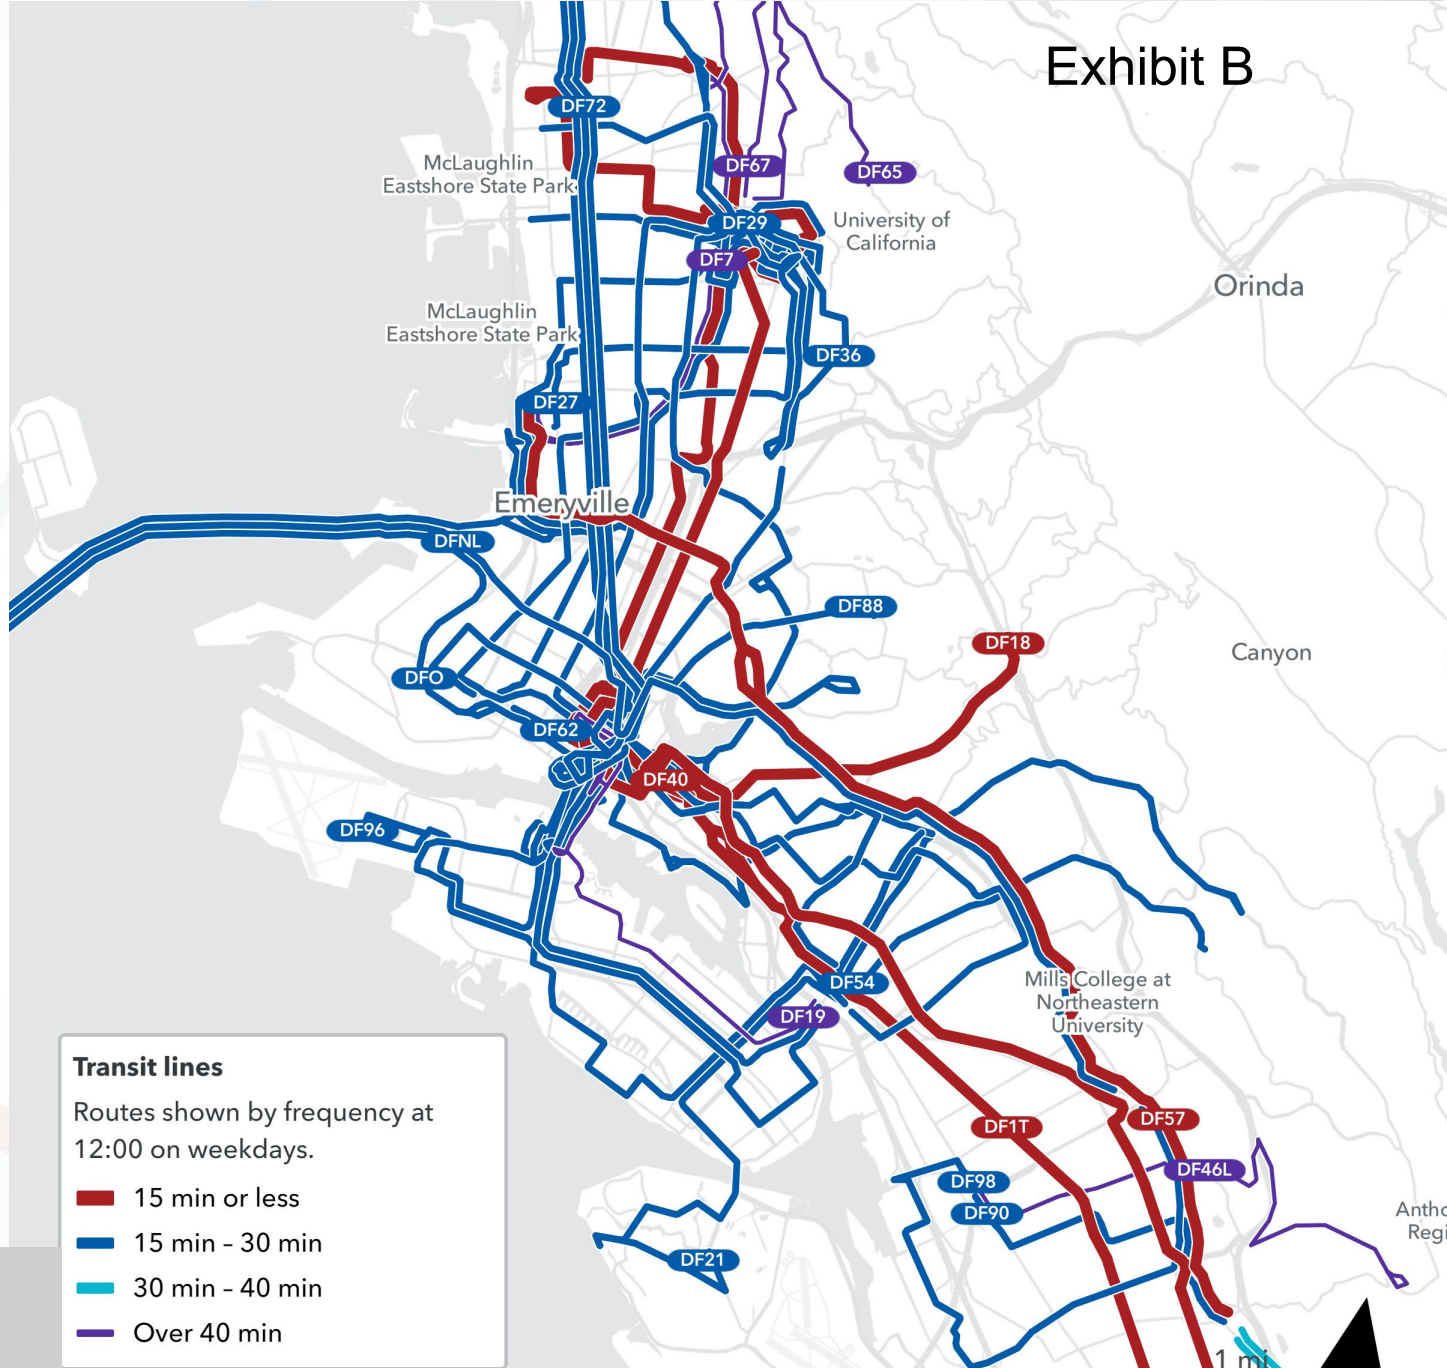 Exhibit B
DF72
McLaughlin
Eastshore State Park
DF67
DF65
DF29
University of
California
DF7
Orinda
McLaughlin
Eastshore State Park
DF36
DF27
Emeryville
DFNL
DF88
DF18
Canyon
DFO
DF62
DF40
DF96
DF54
Mills College at
Northeastern
University
DF19
Transit lines
Routes shown by frequency at
12:00 on weekdays.
15 min or less
15 min – 30 min
30 min – 40 min
Over 40 min
DF1T
DF57
DF46L
DF98
DF90
Antho
Regi
DF21
1 mi